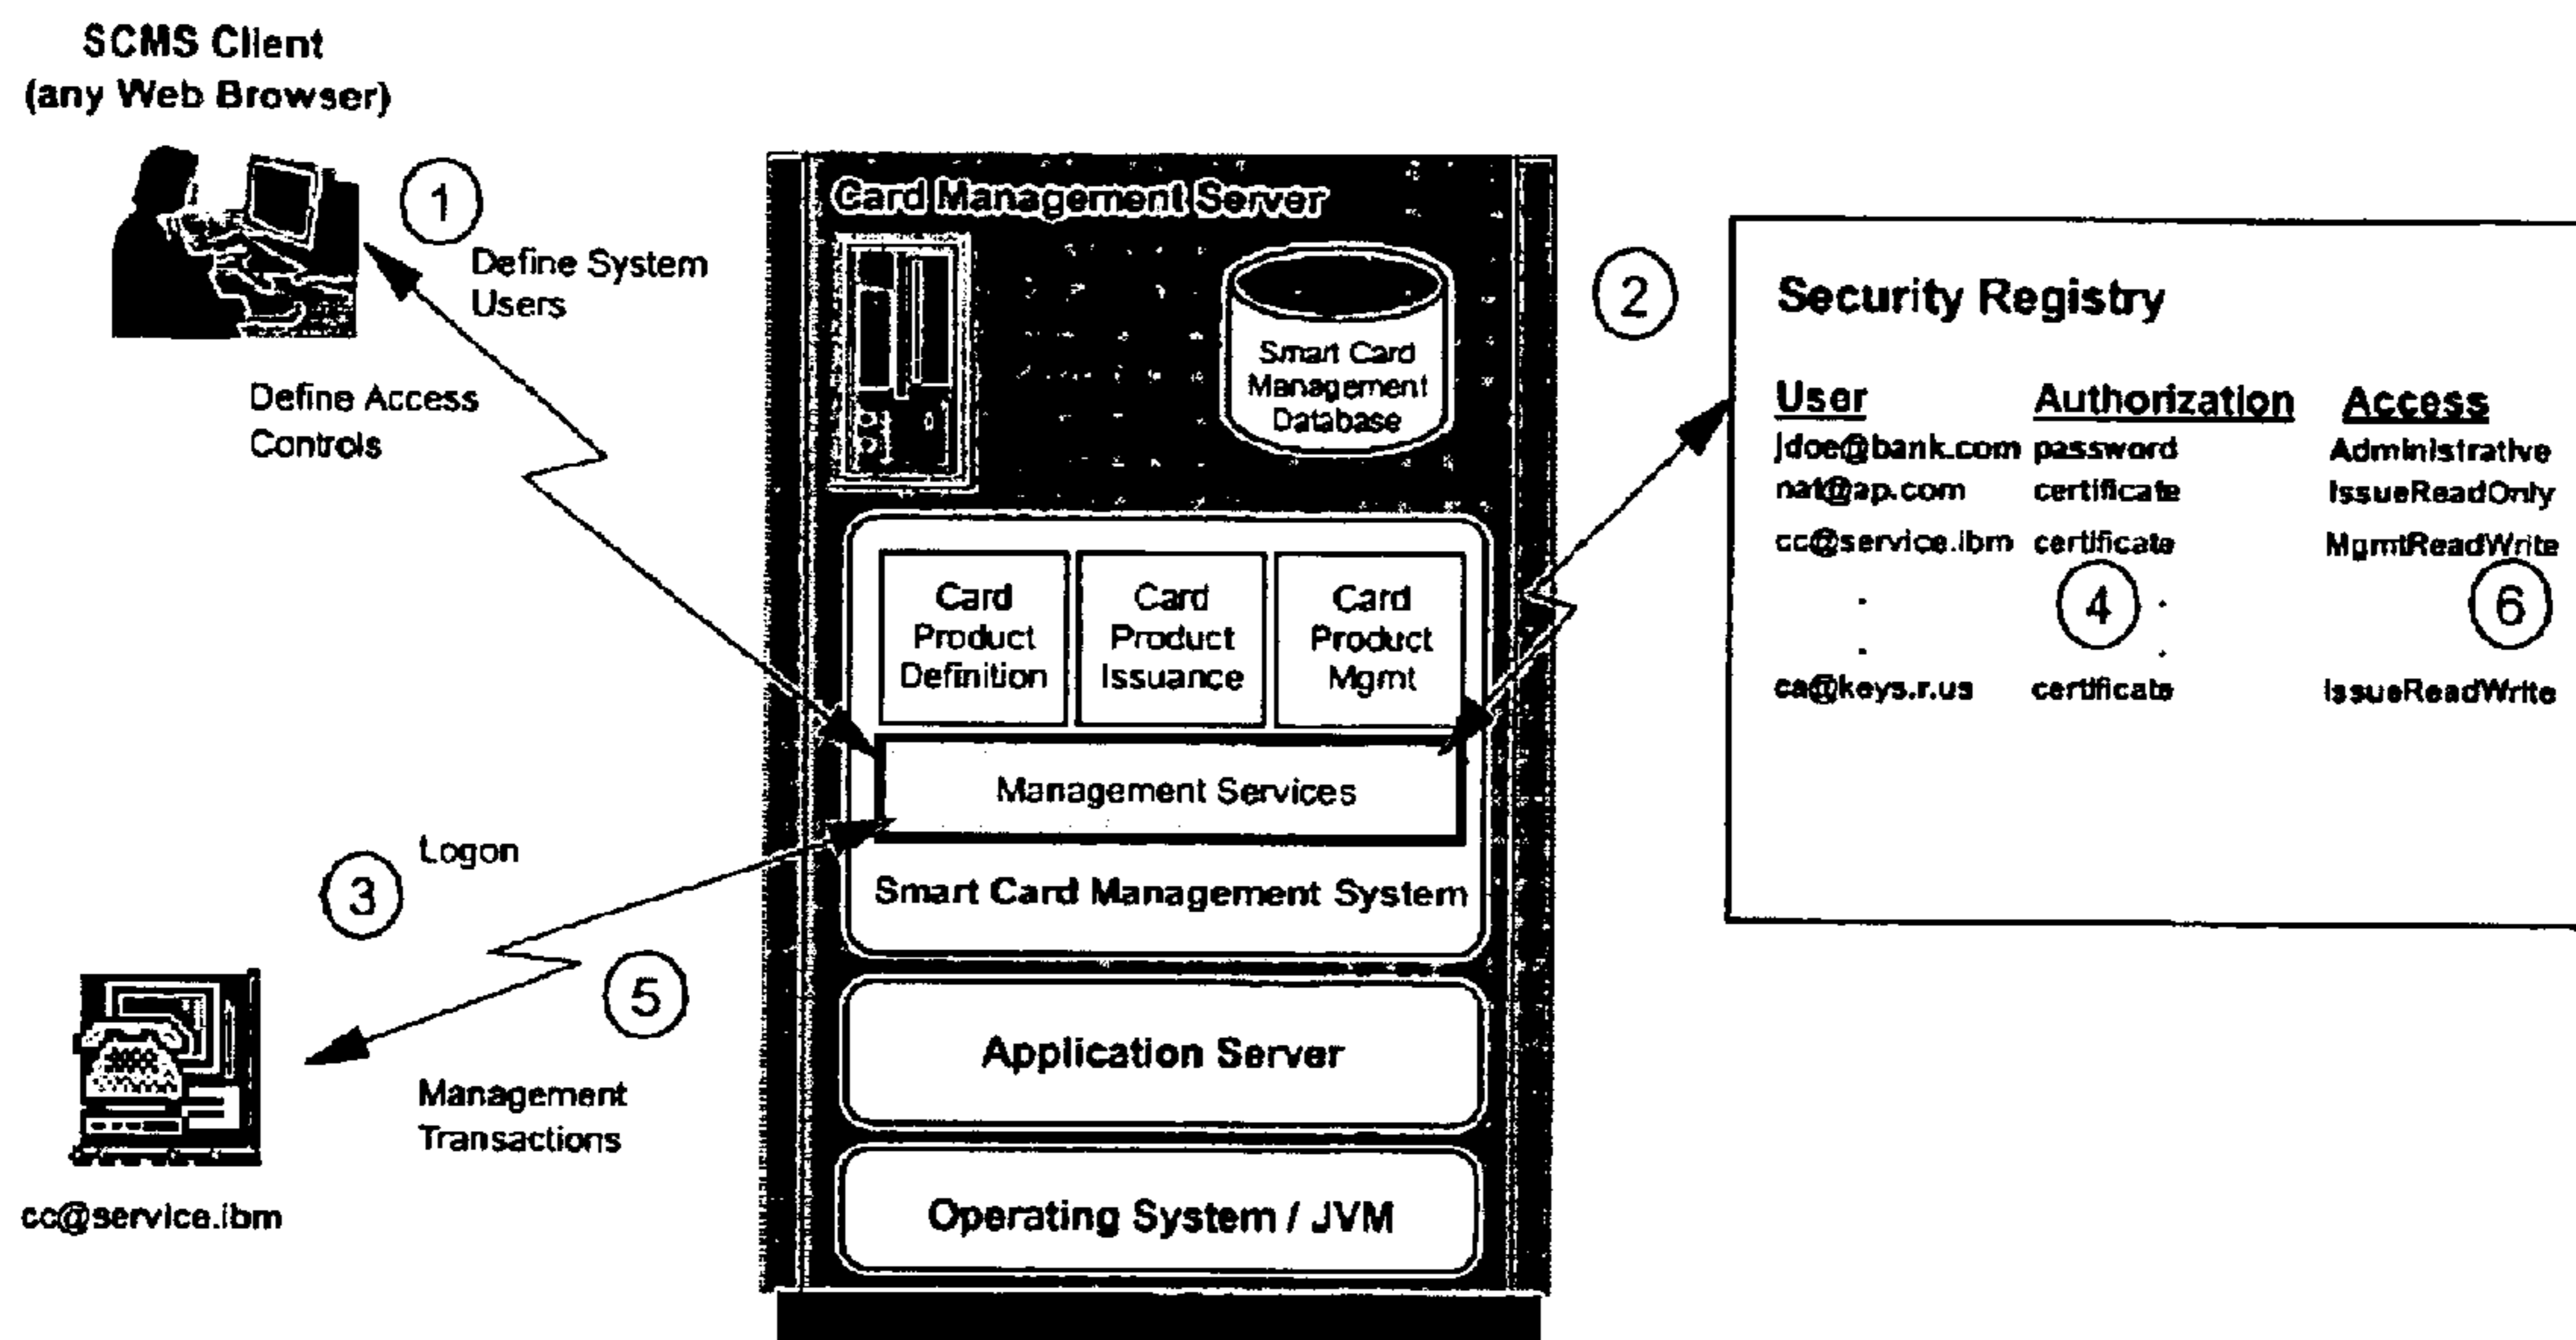 SCMS Client
(any Web Browser)
1
Define System
Users
Define Access
Controls
Card Management Server
Smart Card
Management
Database
Card
Product
Definition
Card
Product
Issuance
Card
Product
Mgmt
Management Services
Smart Card Management System
Application Server
Operating System / JVM
2
Security Registry
User Authorization Access
jdoe@bank.com password Administrative
nat@ap.com certificate IssueReadOnly
cc@service.ibm certificate MgmtReadWrite
. 4 . 6
. .
ca@keys.r.us certificate IssueReadWrite
3
Logon
5
Management
Transactions
cc@service.ibm